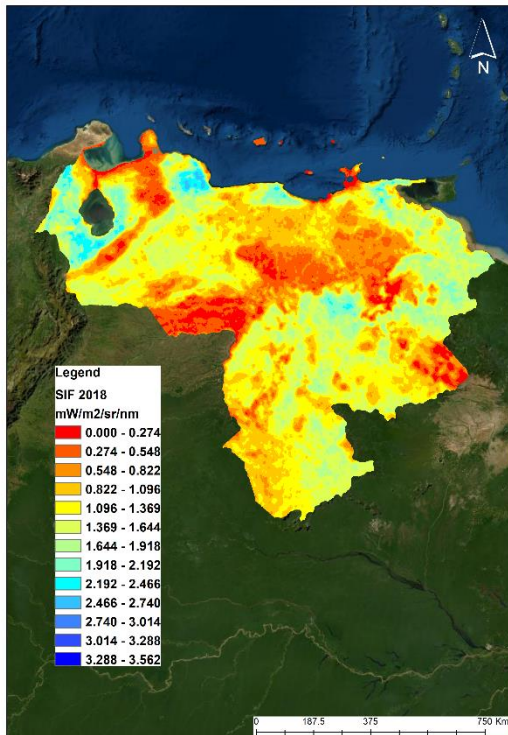 N
Legend
SIF 2018
mW/m2/sr/nm
0.000 - 0.274
0.274 - 0.548
0.548 - 0.822
0.822 - 1.096
1.096 - 1.369
1.369 - 1.644
1.644 - 1.918
1.918 - 2.192
2.192 - 2.466
2.466 - 2.740
2.740 - 3.014
3.014 - 3.288
3.288 - 3.562
0 187.5 375 750 Km